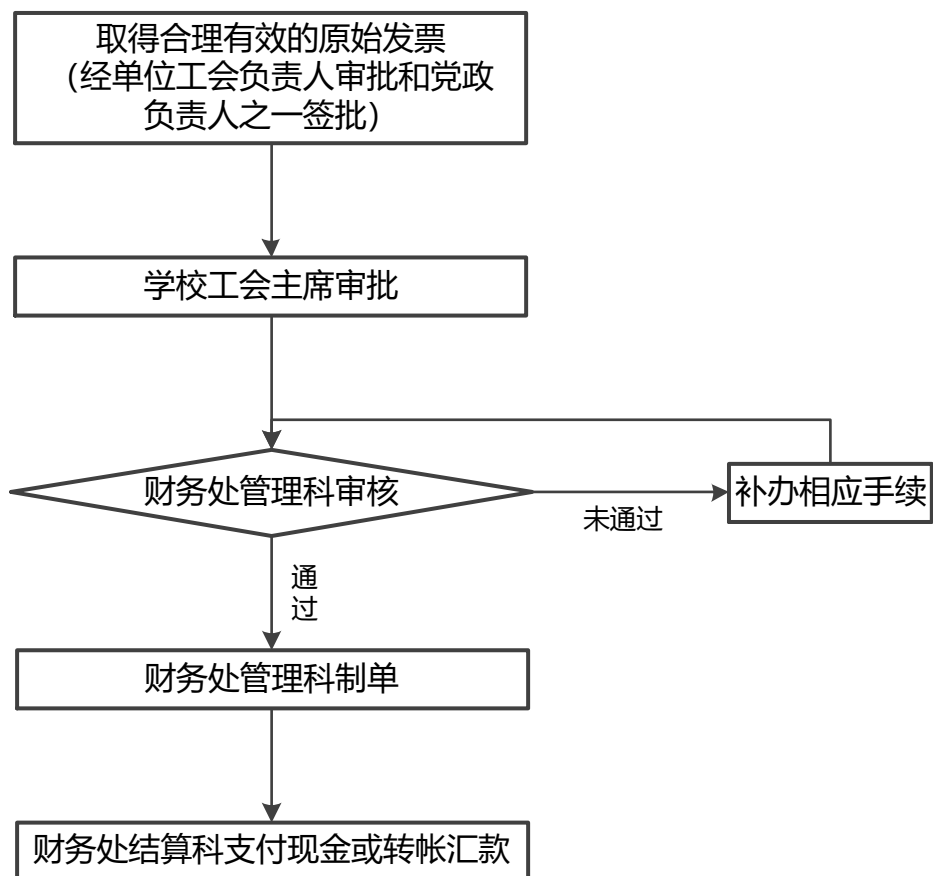 取得合理有效的原始发票
（经单位工会负责人审批和党政
负责人之一签批）
学校工会主席审批
财务处管理科审核
未通过
补办相应手续
通
过
财务处管理科制单
财务处结算科支付现金或转帐汇款